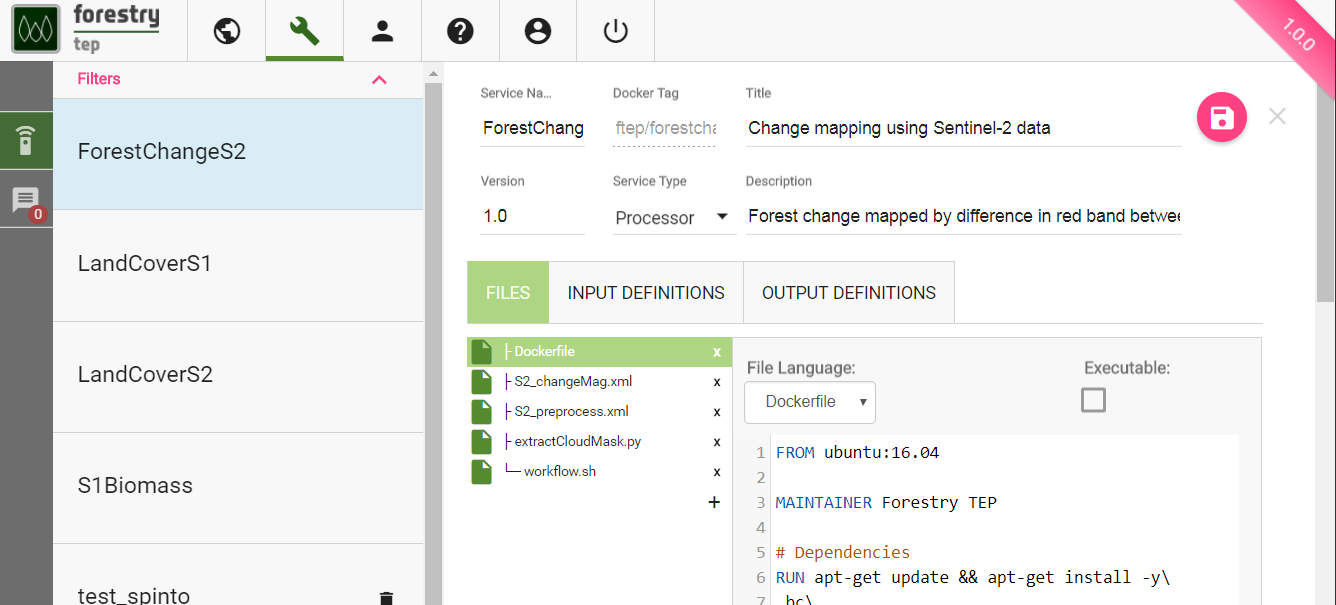 forestry
tep
1.0.0
Filters
ForestChangeS2
LandCoverS1
LandCoverS2
S1Biomass
test_spinto
0
Service Na... Docker Tag Title
ForestChang ftep/forestcha Change mapping using Sentinel-2 data
Version Service Type Description
1.0 Processor Forest change mapped by difference in red band betwee
FILES INPUT DEFINITIONS OUTPUT DEFINITIONS
Dockerfile x
S2_changeMag.xml x
S2_preprocess.xml x
extractCloudMask.py x
workflow.sh x
+
File Language: Executable:
Dockerfile
1 FROM ubuntu:16.04
2
3 MAINTAINER Forestry TEP
4
5 # Dependencies
6 RUN apt-get update && apt-get install -y\
7 bc\